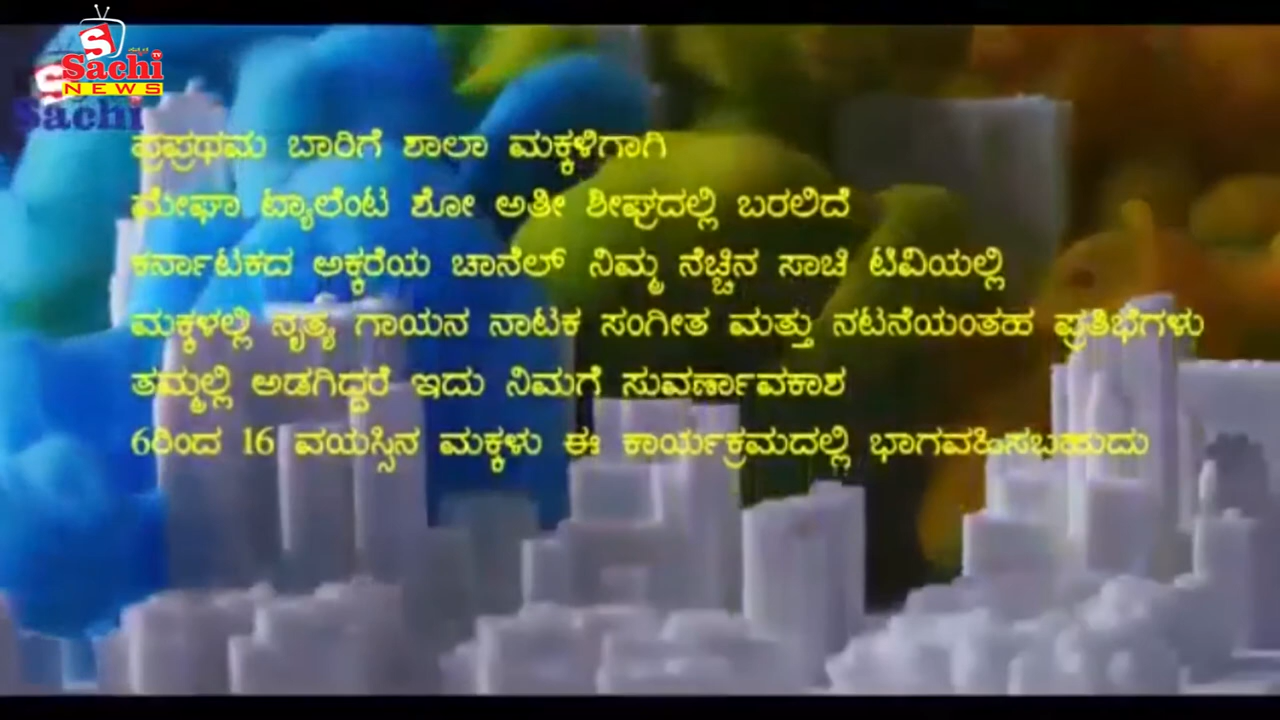 Sachi TV
NEWS
Sachi
ಪ್ರಪ್ರಥಮ ಬಾರಿಗೆ ಶಾಲಾ ಮಕ್ಕಳಿಗಾಗಿ
ಮೇಘಾ ಟ್ಯಾಲೆಂಟ ಶೋ ಅತೀ ಶೀಘ್ರದಲ್ಲಿ ಬರಲಿದೆ
ಕರ್ನಾಟಕದ ಅಕ್ಕರೆಯ ಚಾನೆಲ್ ನಿಮ್ಮ ನೆಚ್ಚಿನ ಸಾಚಿ ಟಿವಿಯಲ್ಲಿ
ಮಕ್ಕಳಲ್ಲಿ ನೃತ್ಯ ಗಾಯನ ನಾಟಕ ಸಂಗೀತ ಮತ್ತು ನಟನೆಯಂತಹ ಪ್ರತಿಭೆಗಳು
ತಮ್ಮಲ್ಲಿ ಅಡಗಿದ್ದರೆ ಇದು ನಿಮಗೆ ಸುವರ್ಣಾವಕಾಶ
6ರಿಂದ 16 ವಯಸ್ಸಿನ ಮಕ್ಕಳು ಈ ಕಾರ್ಯಕ್ರಮದಲ್ಲಿ ಭಾಗವಹಿಸಬಹುದು